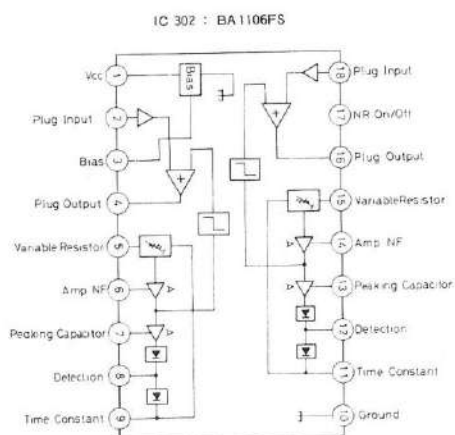 IC 302 : BA1106FS
Vcc
1
Bias
18
Plug Input
Plug Input
2
17
NR On/Off
Bias
3
+
16
Plug Output
Plug Output
4
+
15
Variable Resistor
Variable Resistor
5
14
Amp NF
Amp NF
6
A
A
13
Peaking Capacitor
Peaking Capacitor
7
A
A
12
Detection
Detection
8
11
Time Constant
Time Constant
9
10
Ground